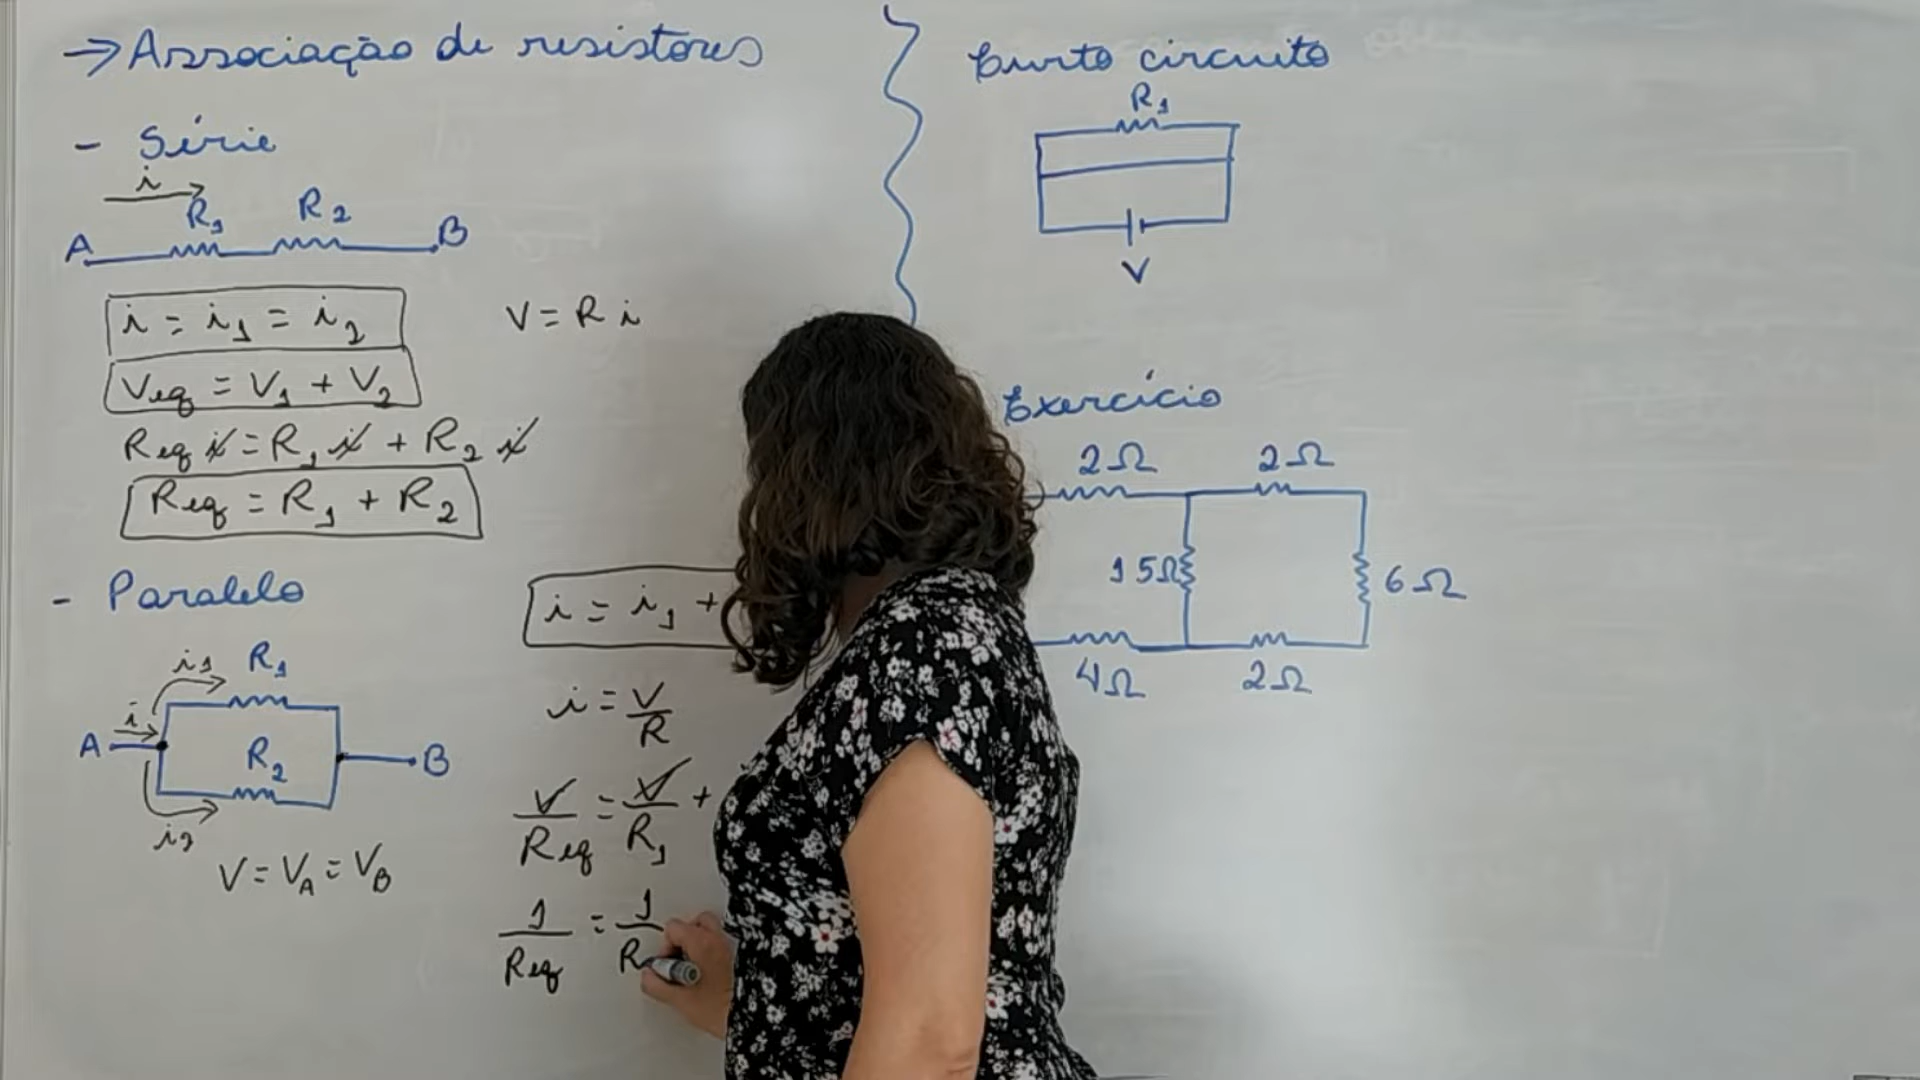 → Associação de resistores
- Série
i
R1 R2
A B
i = i1 = i2
Veq = V1 + V2
Req i = R1 i + R2 i
Req = R1 + R2
V = R i
- Paralelo
i1 R1
i
A R2 B
i2
V = VA = VB
i = i1 +
i = V/R
V/Req = V/R1 +
1/Req = 1/R
Curto circuito
R1
V
Exercício
2Ω 2Ω
15Ω 6Ω
4Ω 2Ω